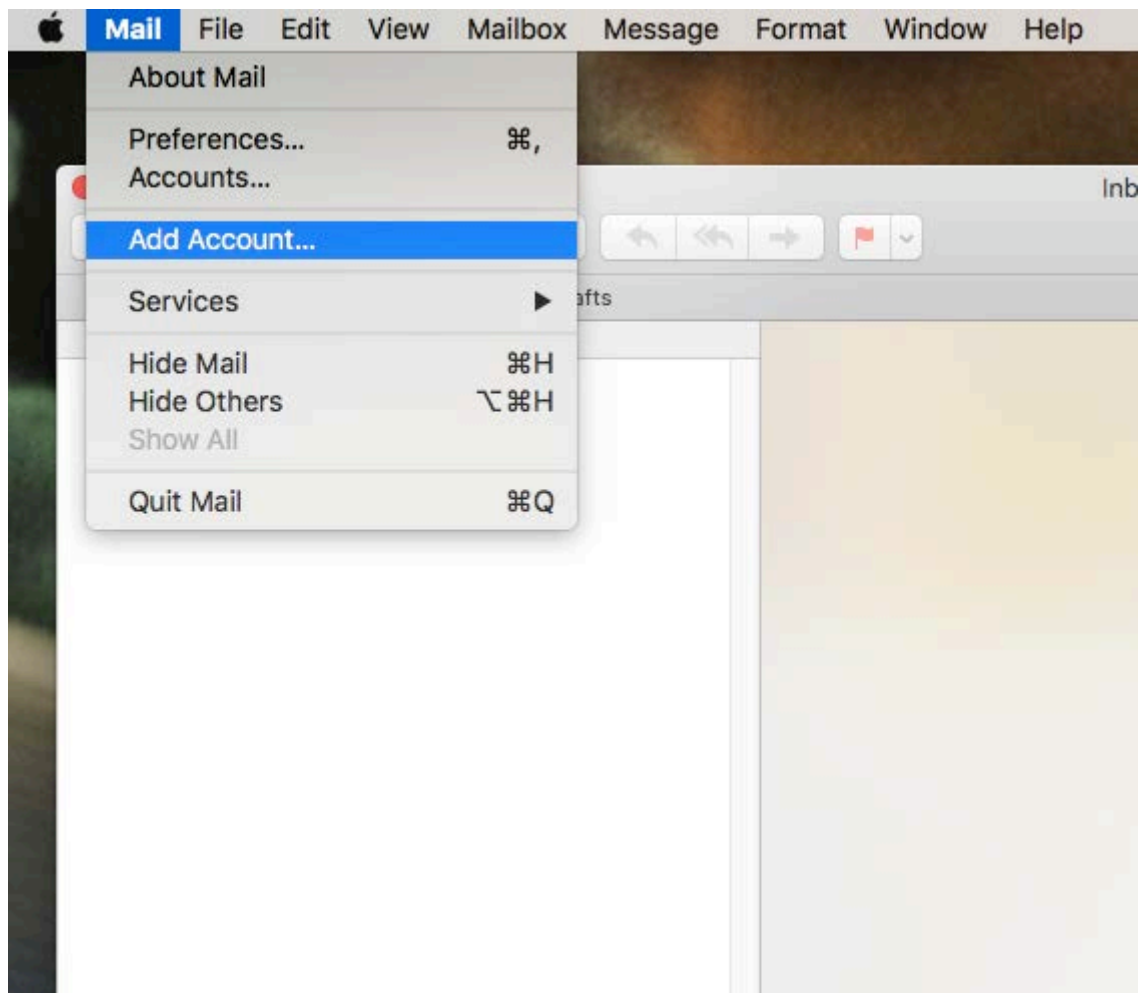 Mail File Edit View Mailbox Message Format Window Help
About Mail
Preferences... ⌘,
Accounts...
Inb
Add Account...
Services ▶
afts
Hide Mail ⌘H
Hide Others ⌥⌘H
Show All
Quit Mail ⌘Q